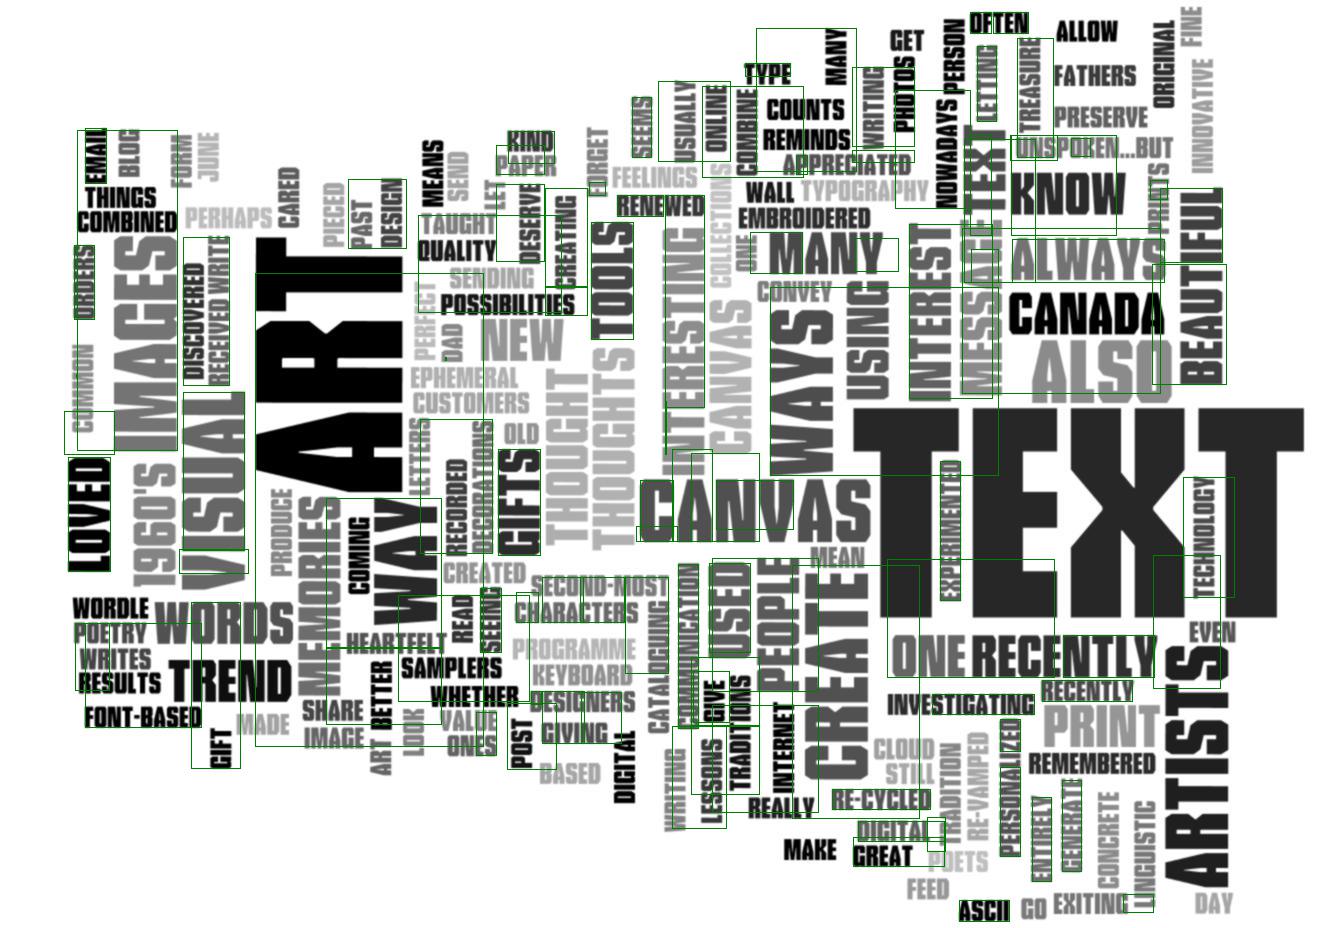 OFTEN
ALLOW
FINE
ORIGINAL
PERSON
GET
MANY
TYPE
PHOTOS
WRITING
LETTING
TREASURE
FATHERS
INNOVATIVE
PRESERVE
COUNTS
REMINDS
COMBINE
ONLINE
USUALLY
SEEMS
NOWADAYS
TEXT
UNSPOKEN...BUT
APPRECIATED
EMAIL
BLOG
FORM
JUNE
MEANS
SEND
KIND
PAPER
FORGET
FEELINGS
THINGS
COMBINED
PERHAPS
CARED
PIECED
PAST
DESIGN
LET
DESERVE
CREATING
RENEWED
COLLECTIONS
WALL
TYPOGRAPHY
EMBROIDERED
KNOW
PRINTS
BEAUTIFUL
TAUGHT
QUALITY
SENDING
POSSIBILITIES
TOOLS
INTERESTING
ONE
MANY
CONVEY
INTEREST
MESSAGE
ALWAYS
CANADA
ALSO
ORDERS
IMAGES
DISCOVERED
RECEIVED
WRITE
ART
PERFECT
DAD
NEW
EPHEMERAL
CUSTOMERS
THOUGHT
THOUGHTS
CANVAS
WAYS
USING
TEXT
COMMON
LOVED
1960'S
VISUAL
PRODUCE
MEMORIES
COMING
WAY
LETTERS
RECORDED
DECORATIONS
OLD
GIFTS
CANVAS
MEAN
EXPERIMENTED
TECHNOLOGY
CREATED
SECOND-MOST
CHARACTERS
WORDLE
POETRY
WRITES
RESULTS
WORDS
TREND
FONT-BASED
HEARTFELT
READ
SEEING
PROGRAMME
SAMPLERS
KEYBOARD
WHETHER
DESIGNERS
CATALOGUING
COMMUNICATION
USED
PEOPLE
CREATE
ONE
RECENTLY
EVEN
ARTISTS
INVESTIGATING
RECENTLY
PRINT
REMEMBERED
MADE
GIFT
SHARE
IMAGE
BETTER
ART
LOOK
VALUE
ONES
POST
GIVING
BASED
DIGITAL
GIVE
TRADITIONS
LESSONS
WRITING
INTERNET
REALLY
CLOUD
STILL
RE-CYCLED
TRADITION
RE-VAMPED
PERSONALIZED
ENTIRELY
GENERATE
CONCRETE
LINGUISTIC
DIGITAL
MAKE
GREAT
POETS
FEED
ASCII
GO
EXITING
DAY